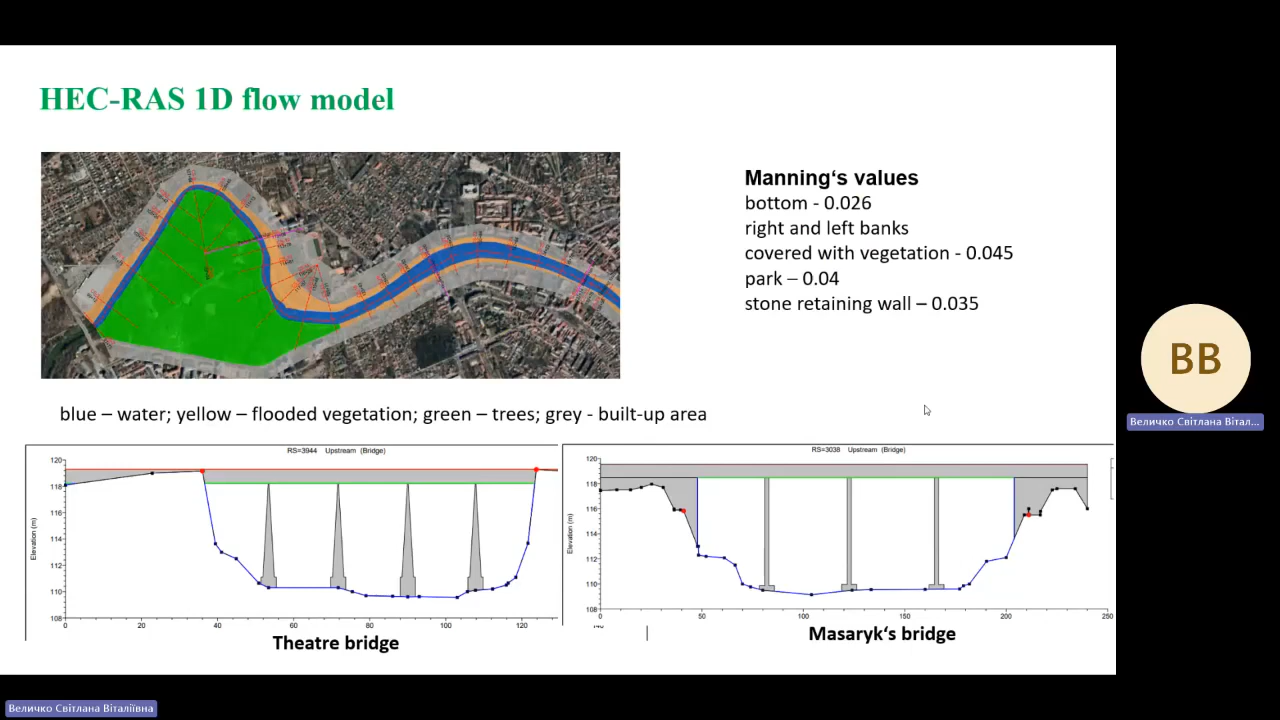 HEC-RAS 1D flow model
Manning‘s values
bottom - 0.026
right and left banks
covered with vegetation - 0.045
park – 0.04
stone retaining wall – 0.035
BB
Величко Світлана Вітал...
blue – water; yellow – flooded vegetation; green – trees; grey - built-up area
RS=3944 Upstream (Bridge)
Elevation (m)
120
118
116
114
112
110
108
0
20
40
60
80
100
120
Theatre bridge
RS=3038 Upstream (Bridge)
Elevation (m)
120
118
116
114
112
110
108
0
50
100
150
200
250
Masaryk‘s bridge
Величко Світлана Віталіївна